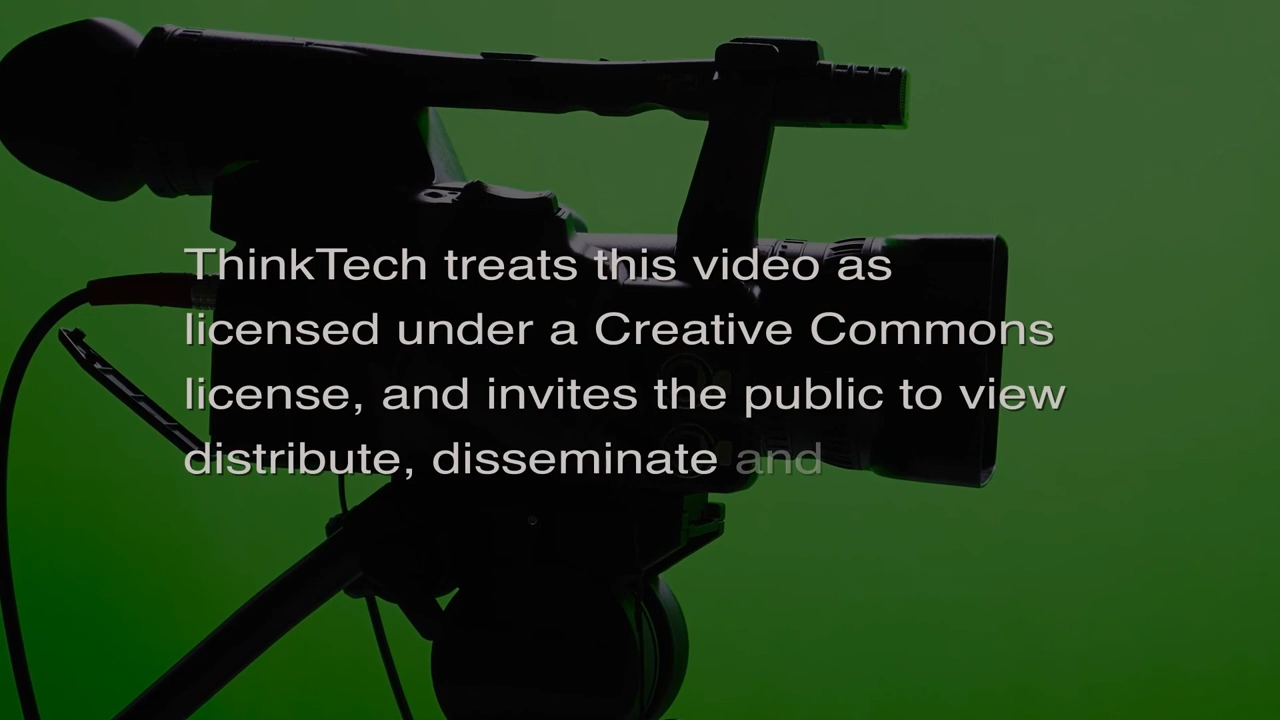 ThinkTech treats this video as
licensed under a Creative Commons
license, and invites the public to view
distribute, disseminate and